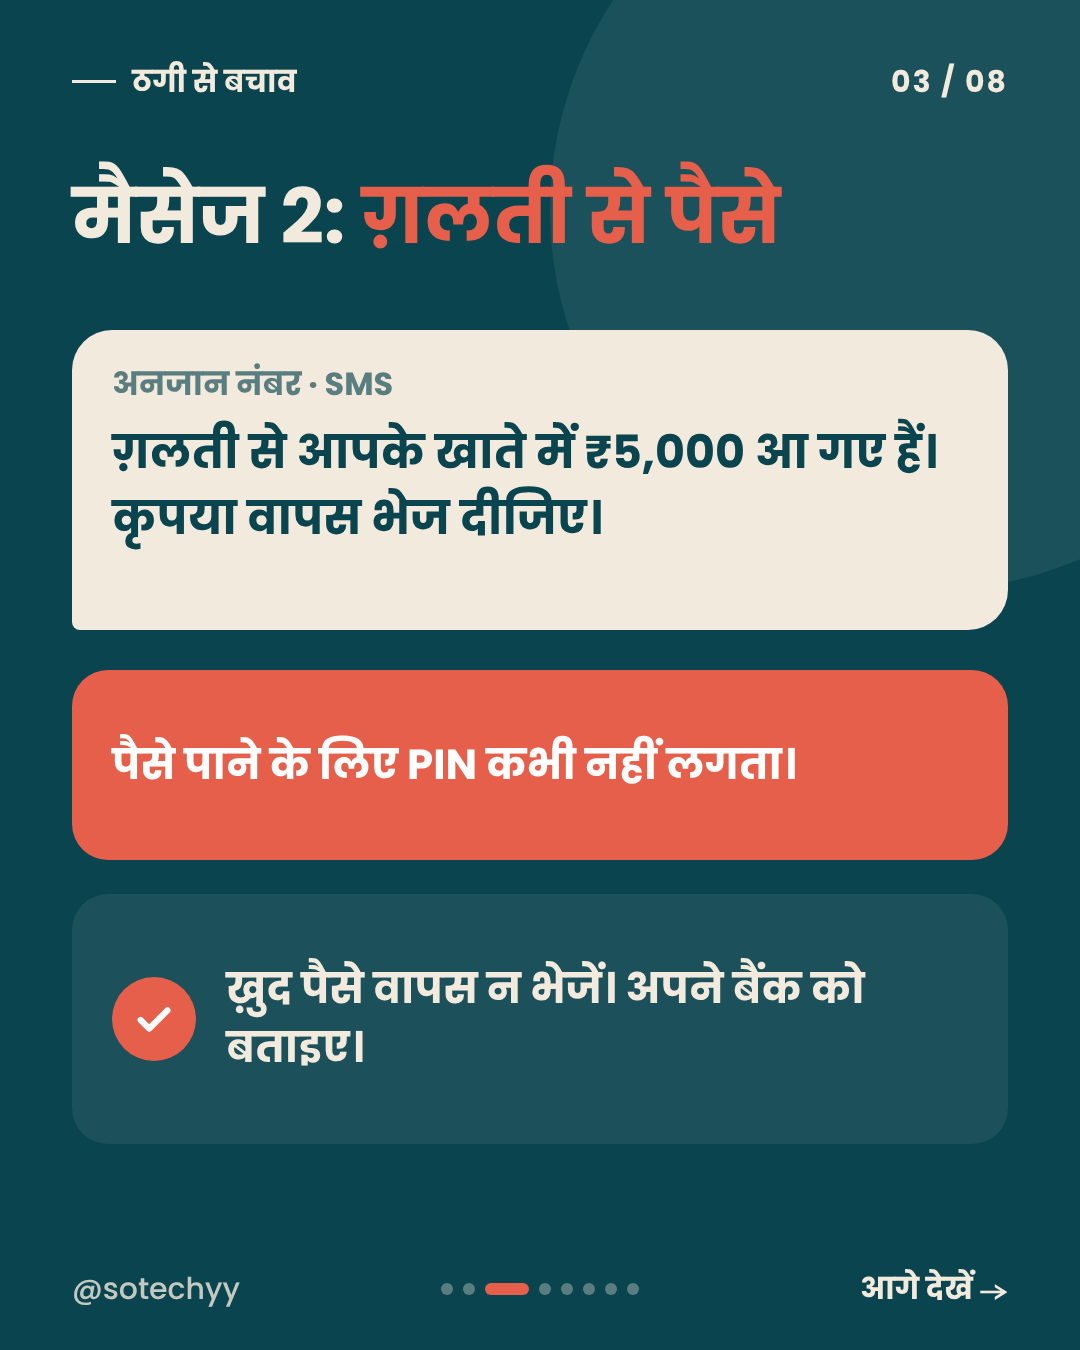 ठगी से बचाव
03 / 08
मैसेज 2: ग़लती से पैसे
अनजान नंबर · SMS
ग़लती से आपके खाते में ₹5,000 आ गए हैं।
कृपया वापस भेज दीजिए।
पैसे पाने के लिए PIN कभी नहीं लगता।
ख़ुद पैसे वापस न भेजें। अपने बैंक को
बताइए।
@sotechyy
आगे देखें →